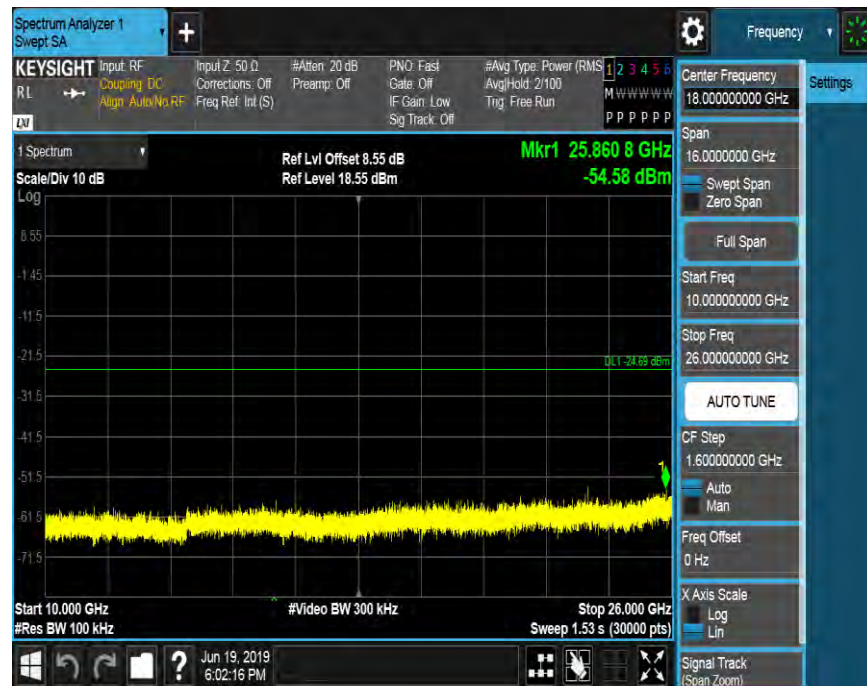 Spectrum Analyzer 1
Swept SA
+
Frequency
KEYSIGHT
RL
LXI
Input: RF
Coupling: DC
Align: Auto/No RF
Input Z: 50 Ω
Corrections: Off
Freq Ref: Int (S)
#Atten: 20 dB
Preamp: Off
PNO: Fast
Gate: Off
IF Gain: Low
Sig Track: Off
#Avg Type: Power (RMS
Avg|Hold: 2/100
Trig: Free Run
1 2 3 4 5 6
M W W W W W
P P P P P P
1 Spectrum
Scale/Div 10 dB
Ref Lvl Offset 8.55 dB
Ref Level 18.55 dBm
Mkr1 25.860 8 GHz
-54.58 dBm
Log
8.55
-1.45
-11.5
-21.5
-31.5
-41.5
-51.5
-61.5
-71.5
DL1 -24.69 dBm
1
Start 10.000 GHz
#Res BW 100 kHz
#Video BW 300 kHz
Stop 26.000 GHz
Sweep 1.53 s (30000 pts)
Center Frequency
18.000000000 GHz
Span
16.0000000 GHz
Swept Span
Zero Span
Full Span
Start Freq
10.000000000 GHz
Stop Freq
26.000000000 GHz
AUTO TUNE
CF Step
1.600000000 GHz
Auto
Man
Freq Offset
0 Hz
X Axis Scale
Log
Lin
Signal Track
(Span Zoom)
Settings
?
Jun 19, 2019
6:02:16 PM